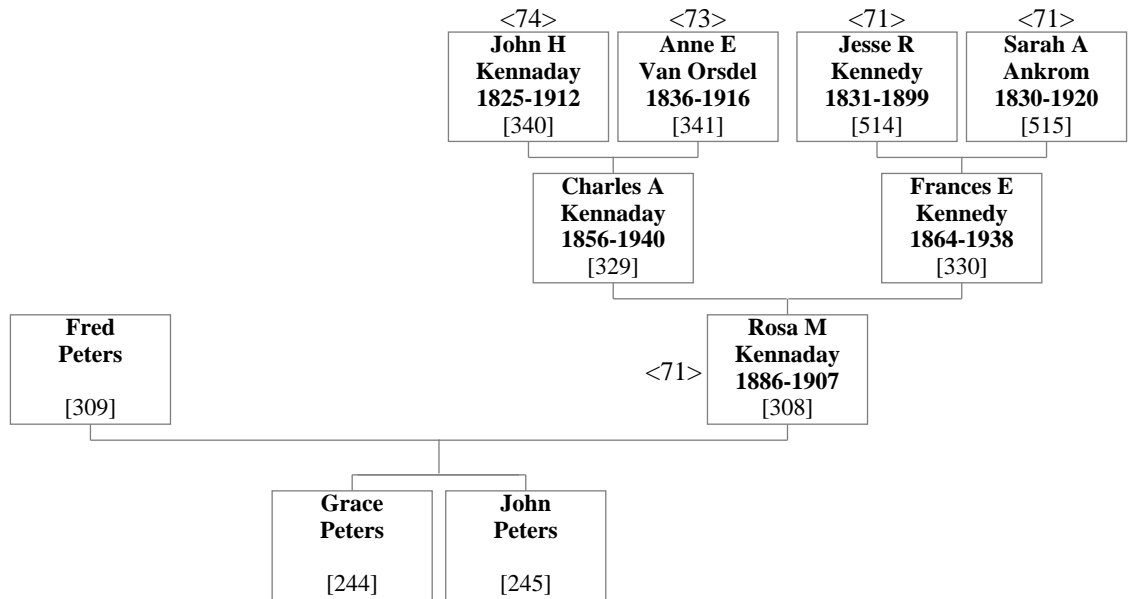 <74>
John H
Kennaday
1825-1912
[340]
<73>
Anne E
Van Orsdel
1836-1916
[341]
<71>
Jesse R
Kennedy
1831-1899
[514]
<71>
Sarah A
Ankrom
1830-1920
[515]
Charles A
Kennaday
1856-1940
[329]
Frances E
Kennedy
1864-1938
[330]
Fred
Peters
[309]
<71>
Rosa M
Kennaday
1886-1907
[308]
Grace
Peters
[244]
John
Peters
[245]